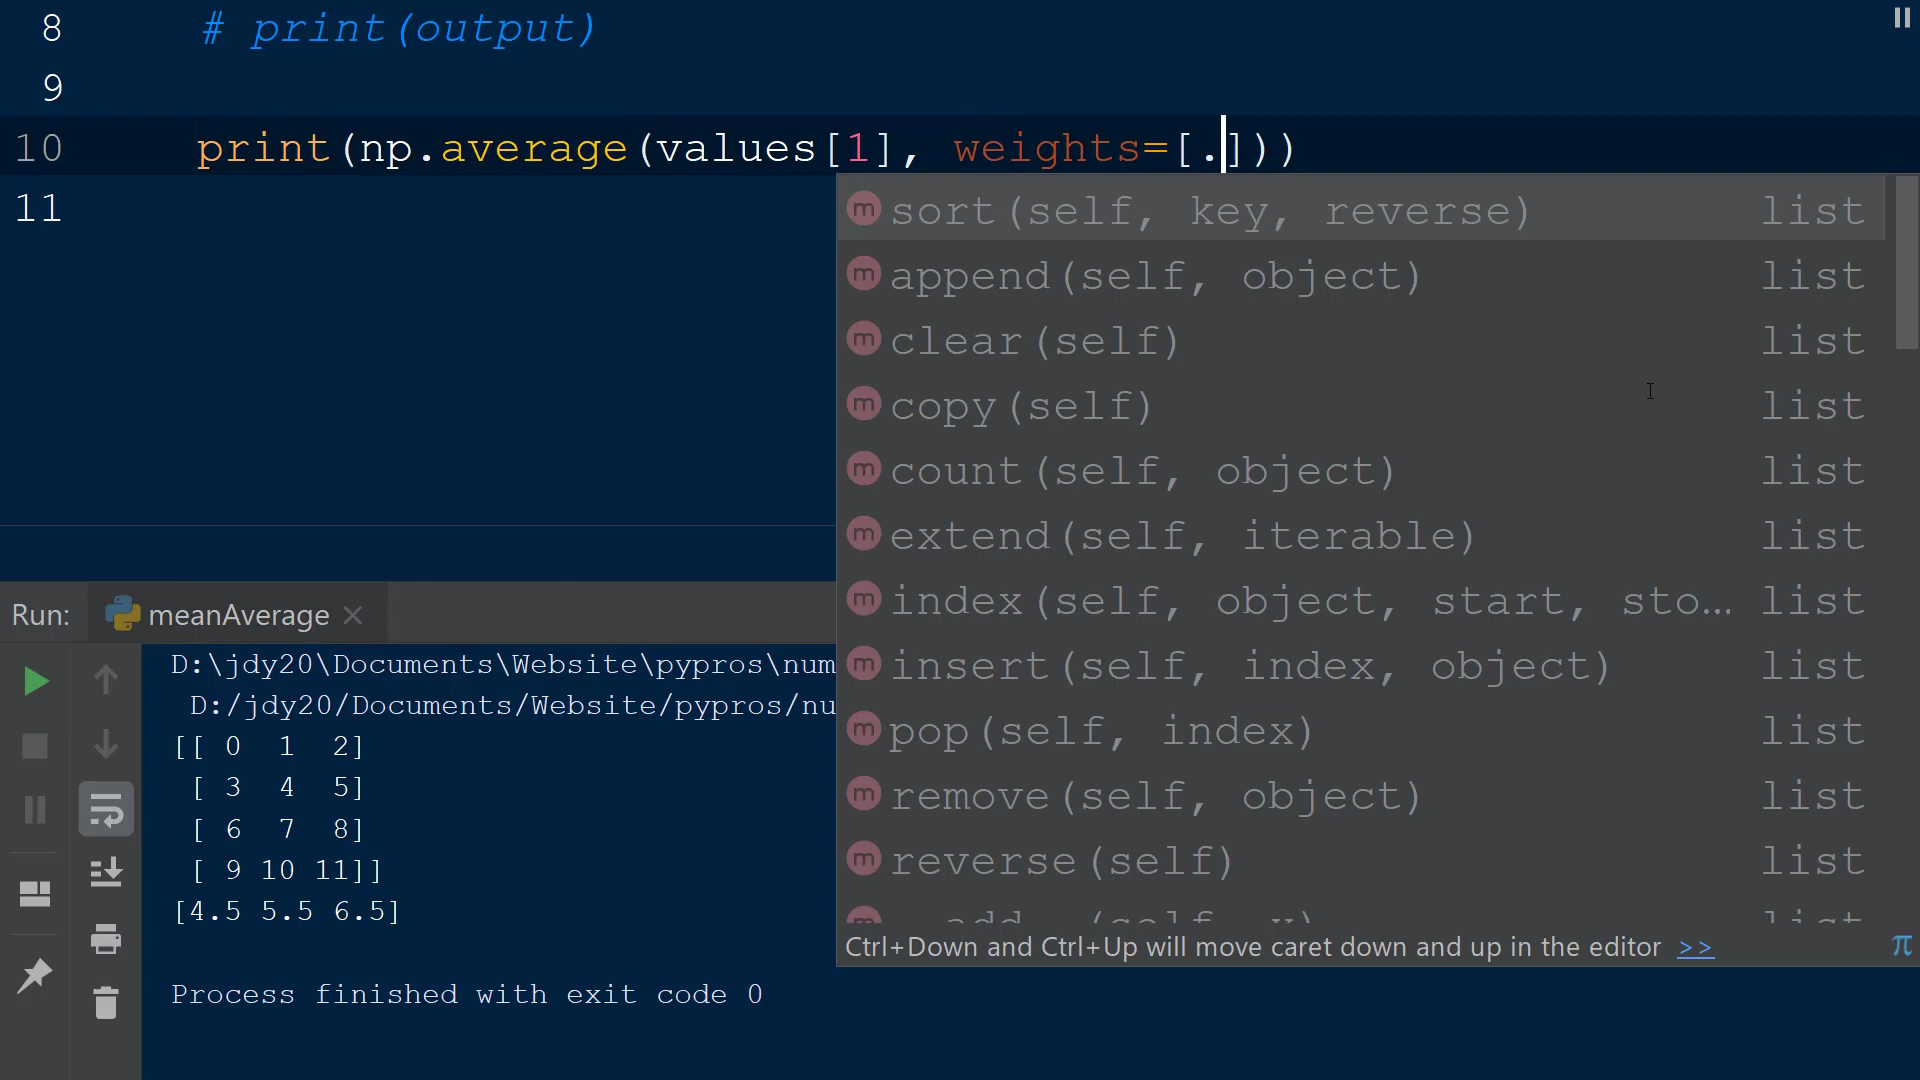 8 # print(output)
9
10 print(np.average(values[1], weights=[.]))
11
m sort(self, key, reverse) list
m append(self, object) list
m clear(self) list
m copy(self) list
m count(self, object) list
m extend(self, iterable) list
m index(self, object, start, sto… list
m insert(self, index, object) list
m pop(self, index) list
m remove(self, object) list
m reverse(self) list
Ctrl+Down and Ctrl+Up will move caret down and up in the editor >> π
Run: meanAverage
D:\jdy20\Documents\Website\pypros\num
D:/jdy20/Documents/Website/pypros/nu
[[ 0 1 2]
[ 3 4 5]
[ 6 7 8]
[ 9 10 11]]
[4.5 5.5 6.5]
Process finished with exit code 0